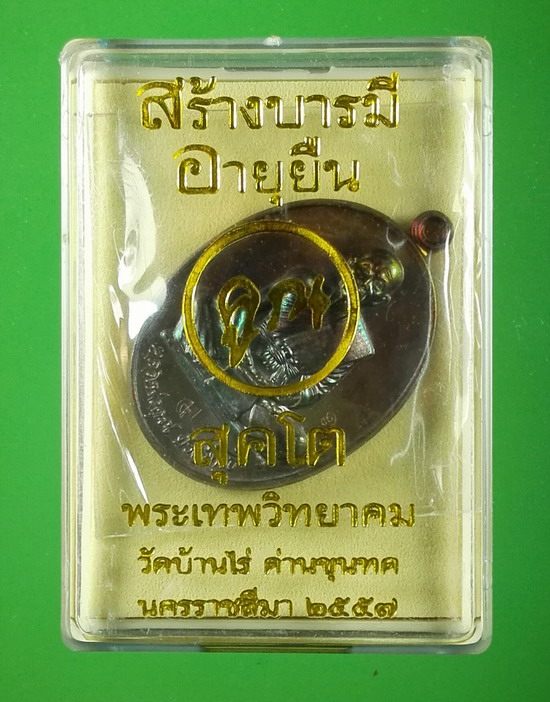 สร้างบารมี
อายุยืน
คูณ
สุคโต
พระเทพวิทยาคม
วัดบ้านไร่ ด่านขุนทด
นครราชสีมา ๒๕๕๗